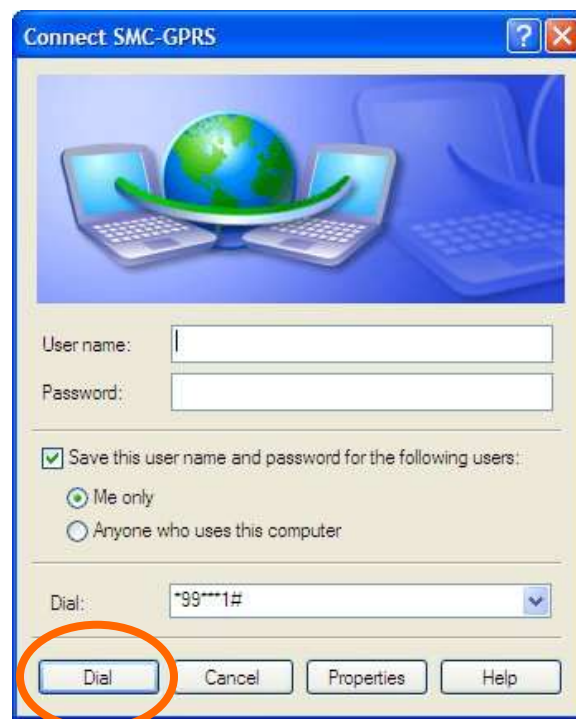 Connect SMC-GPRS
User name:
Password:
Save this user name and password for the following users:
Me only
Anyone who uses this computer
Dial: *99***1#
Dial Cancel Properties Help